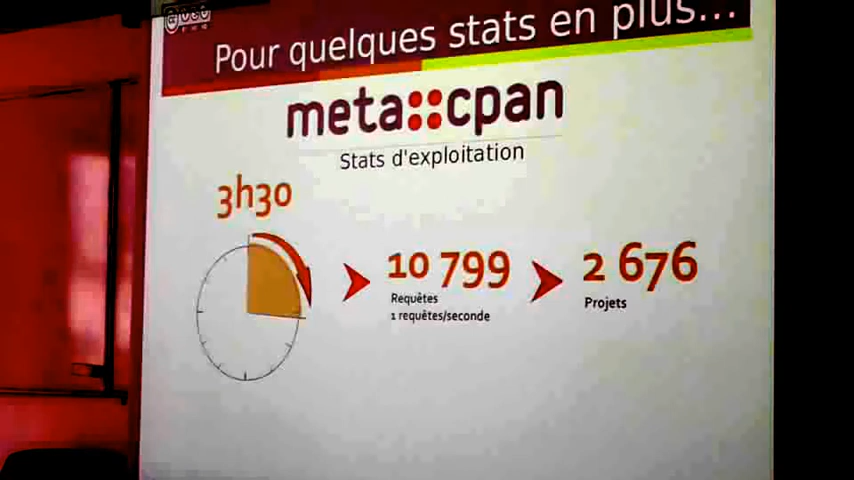 Pour quelques stats en plus...
meta::cpan
Stats d'exploitation
3h30
10 799
Requêtes
1 requêtes/seconde
2 676
Projets